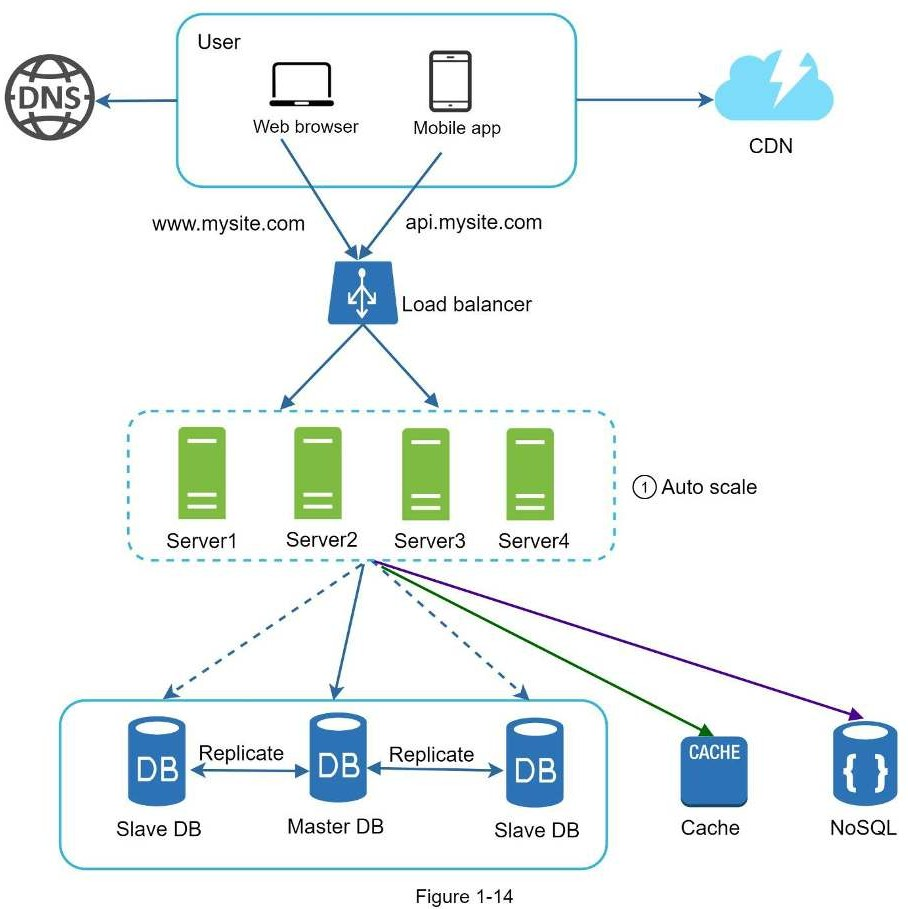 User
DNS
Web browser
Mobile app
CDN
www.mysite.com
api.mysite.com
Load balancer
Server1
Server2
Server3
Server4
1 Auto scale
DB
Replicate
DB
Replicate
DB
Slave DB
Master DB
Slave DB
CACHE
Cache
{ }
NoSQL
Figure 1-14